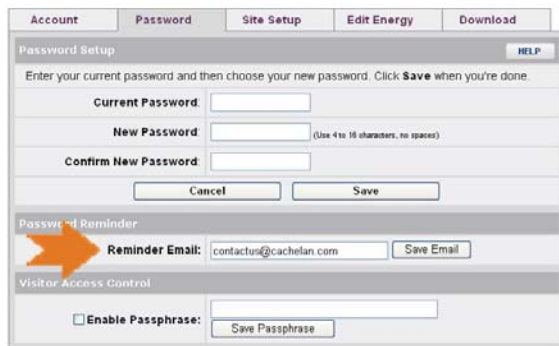 Account Password Site Setup Edit Energy Download
Password Setup HELP
Enter your current password and then choose your new password. Click Save when you're done.
Current Password:
New Password: (Use 4 to 16 characters, no spaces)
Confirm New Password:
Cancel Save
Password Reminder
Reminder Email: contactus@cachelan.com Save Email
Visitor Access Control
Enable Passphrase:
Save Passphrase